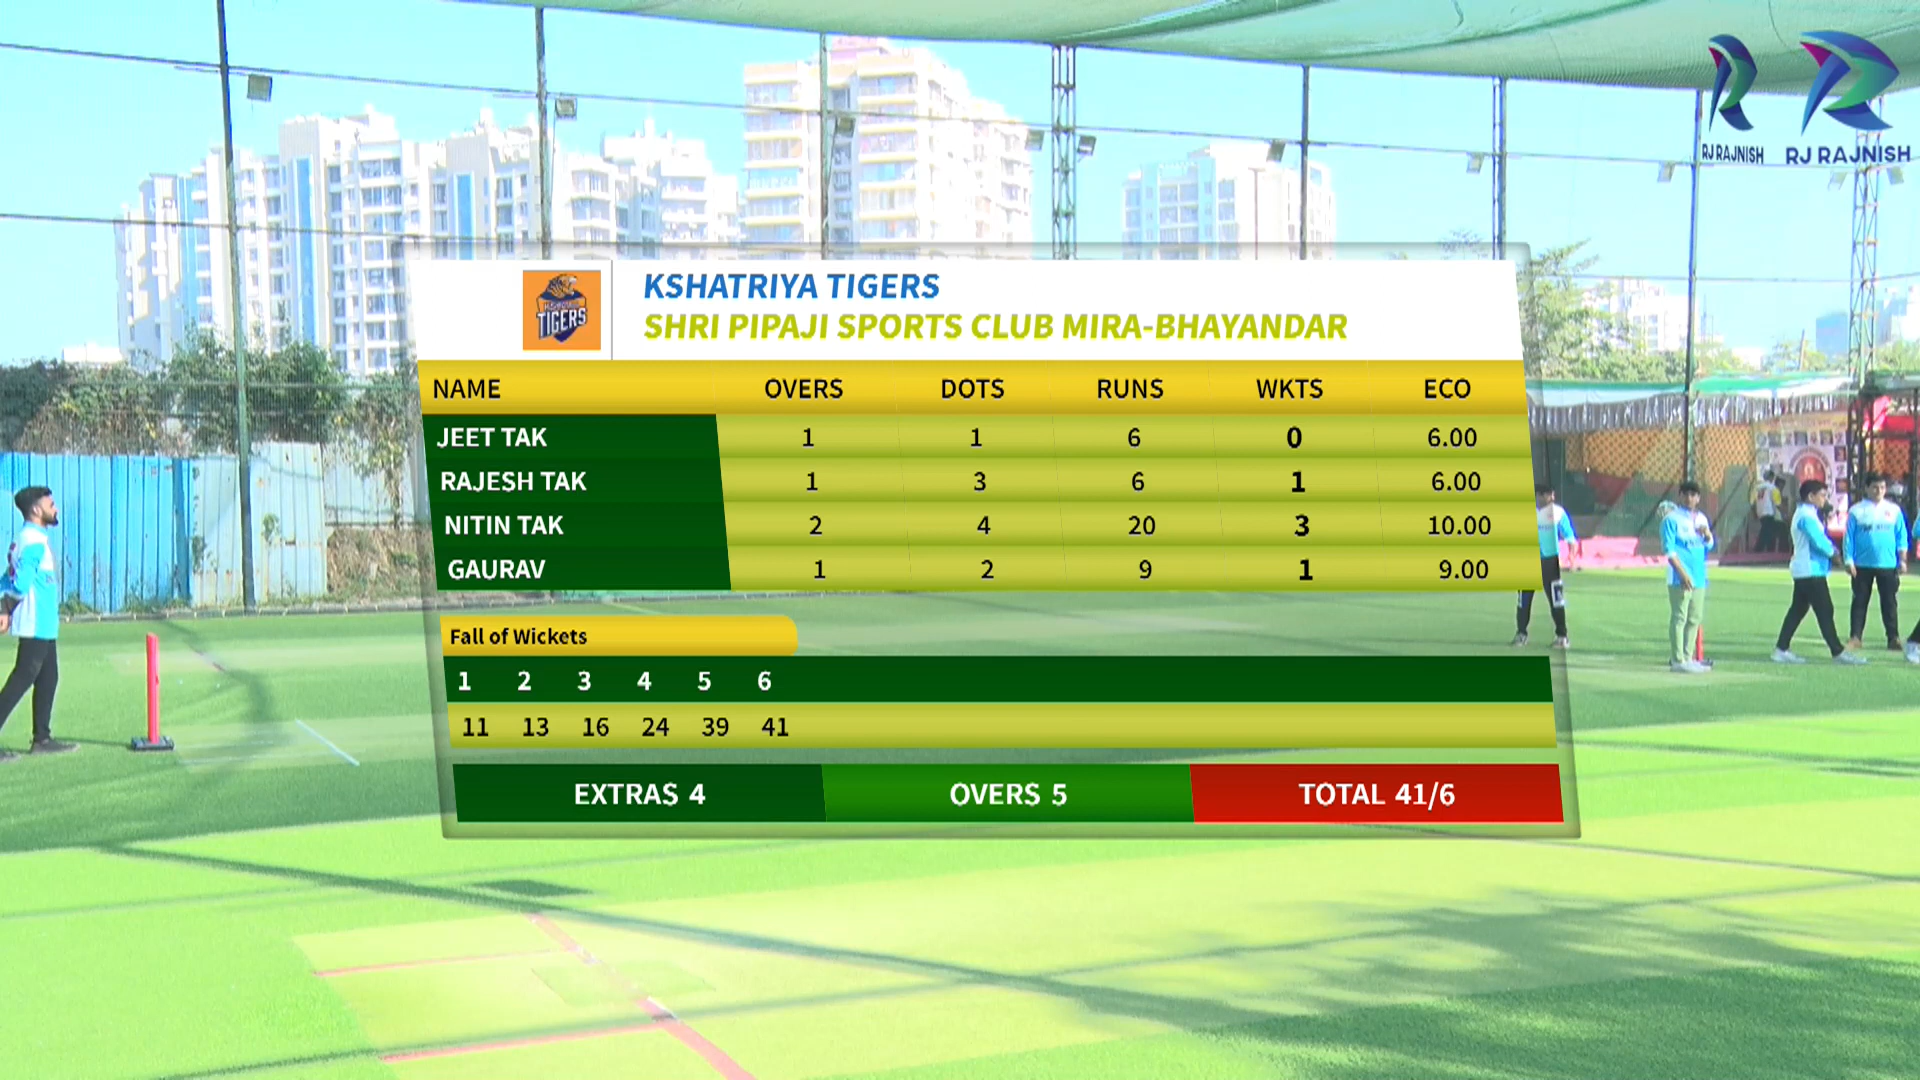 RJ RAJNISH RJ RAJNISH
TIGERS
KSHATRIYA TIGERS
SHRI PIPAJI SPORTS CLUB MIRA-BHAYANDAR
NAME OVERS DOTS RUNS WKTS ECO
JEET TAK 1 1 6 0 6.00
RAJESH TAK 1 3 6 1 6.00
NITIN TAK 2 4 20 3 10.00
GAURAV 1 2 9 1 9.00
Fall of Wickets
1 2 3 4 5 6
11 13 16 24 39 41
EXTRAS 4 OVERS 5 TOTAL 41/6